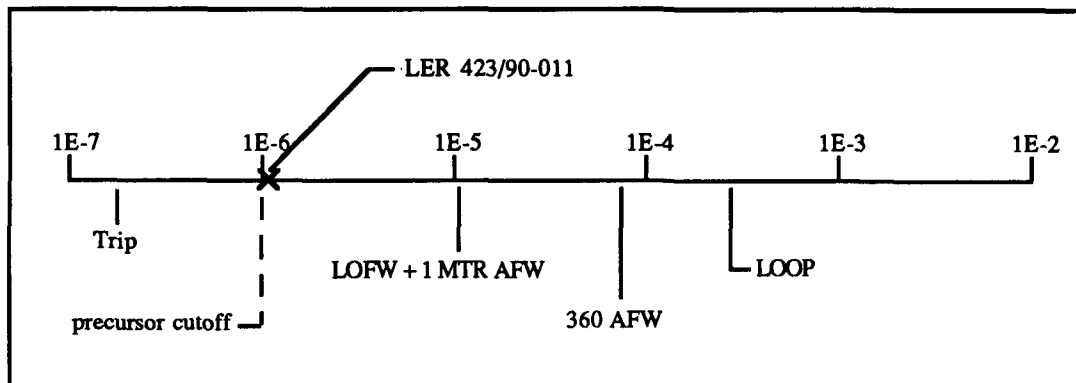 LER 423/90-011
1E-7 1E-6 1E-5 1E-4 1E-3 1E-2
Trip
LOFW + 1 MTR AFW
LOOP
360 AFW
precursor cutoff